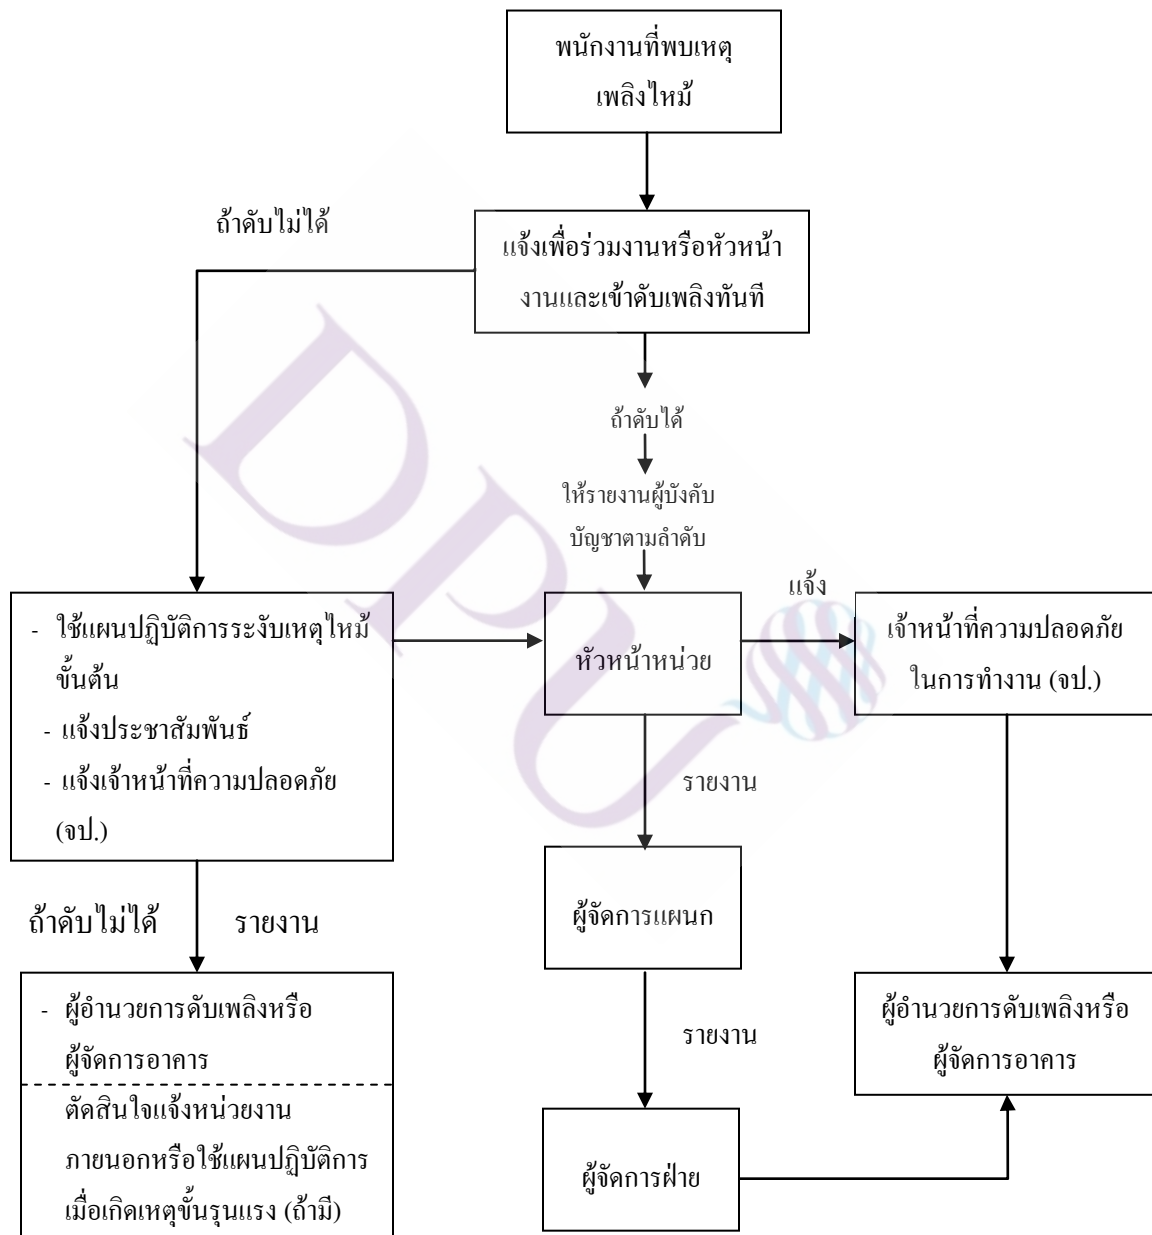 พนักงานที่พบเหตุ
เพลิงไหม้
ถ้าดับไม่ได้
แจ้งเพื่อร่วมงานหรือหัวหน้า
งานและเข้าดับเพลิงทันที
ถ้าดับได้
ให้รายงานผู้บังคับ
บัญชาตามลำดับ
- ใช้แผนปฏิบัติการระงับเหตุไหม้
ขั้นต้น
- แจ้งประชาสัมพันธ์
- แจ้งเจ้าหน้าที่ความปลอดภัย
(จป.)
หัวหน้าหน่วย
แจ้ง
เจ้าหน้าที่ความปลอดภัย
ในการทำงาน (จป.)
รายงาน
ผู้จัดการแผนก
ถ้าดับไม่ได้ รายงาน
- ผู้อำนวยการดับเพลิงหรือ
ผู้จัดการอาคาร
ตัดสินใจแจ้งหน่วยงาน
ภายนอกหรือใช้แผนปฏิบัติการ
เมื่อเกิดเหตุขั้นรุนแรง (ถ้ามี)
รายงาน
ผู้จัดการฝ่าย
ผู้อำนวยการดับเพลิงหรือ
ผู้จัดการอาคาร
DPU